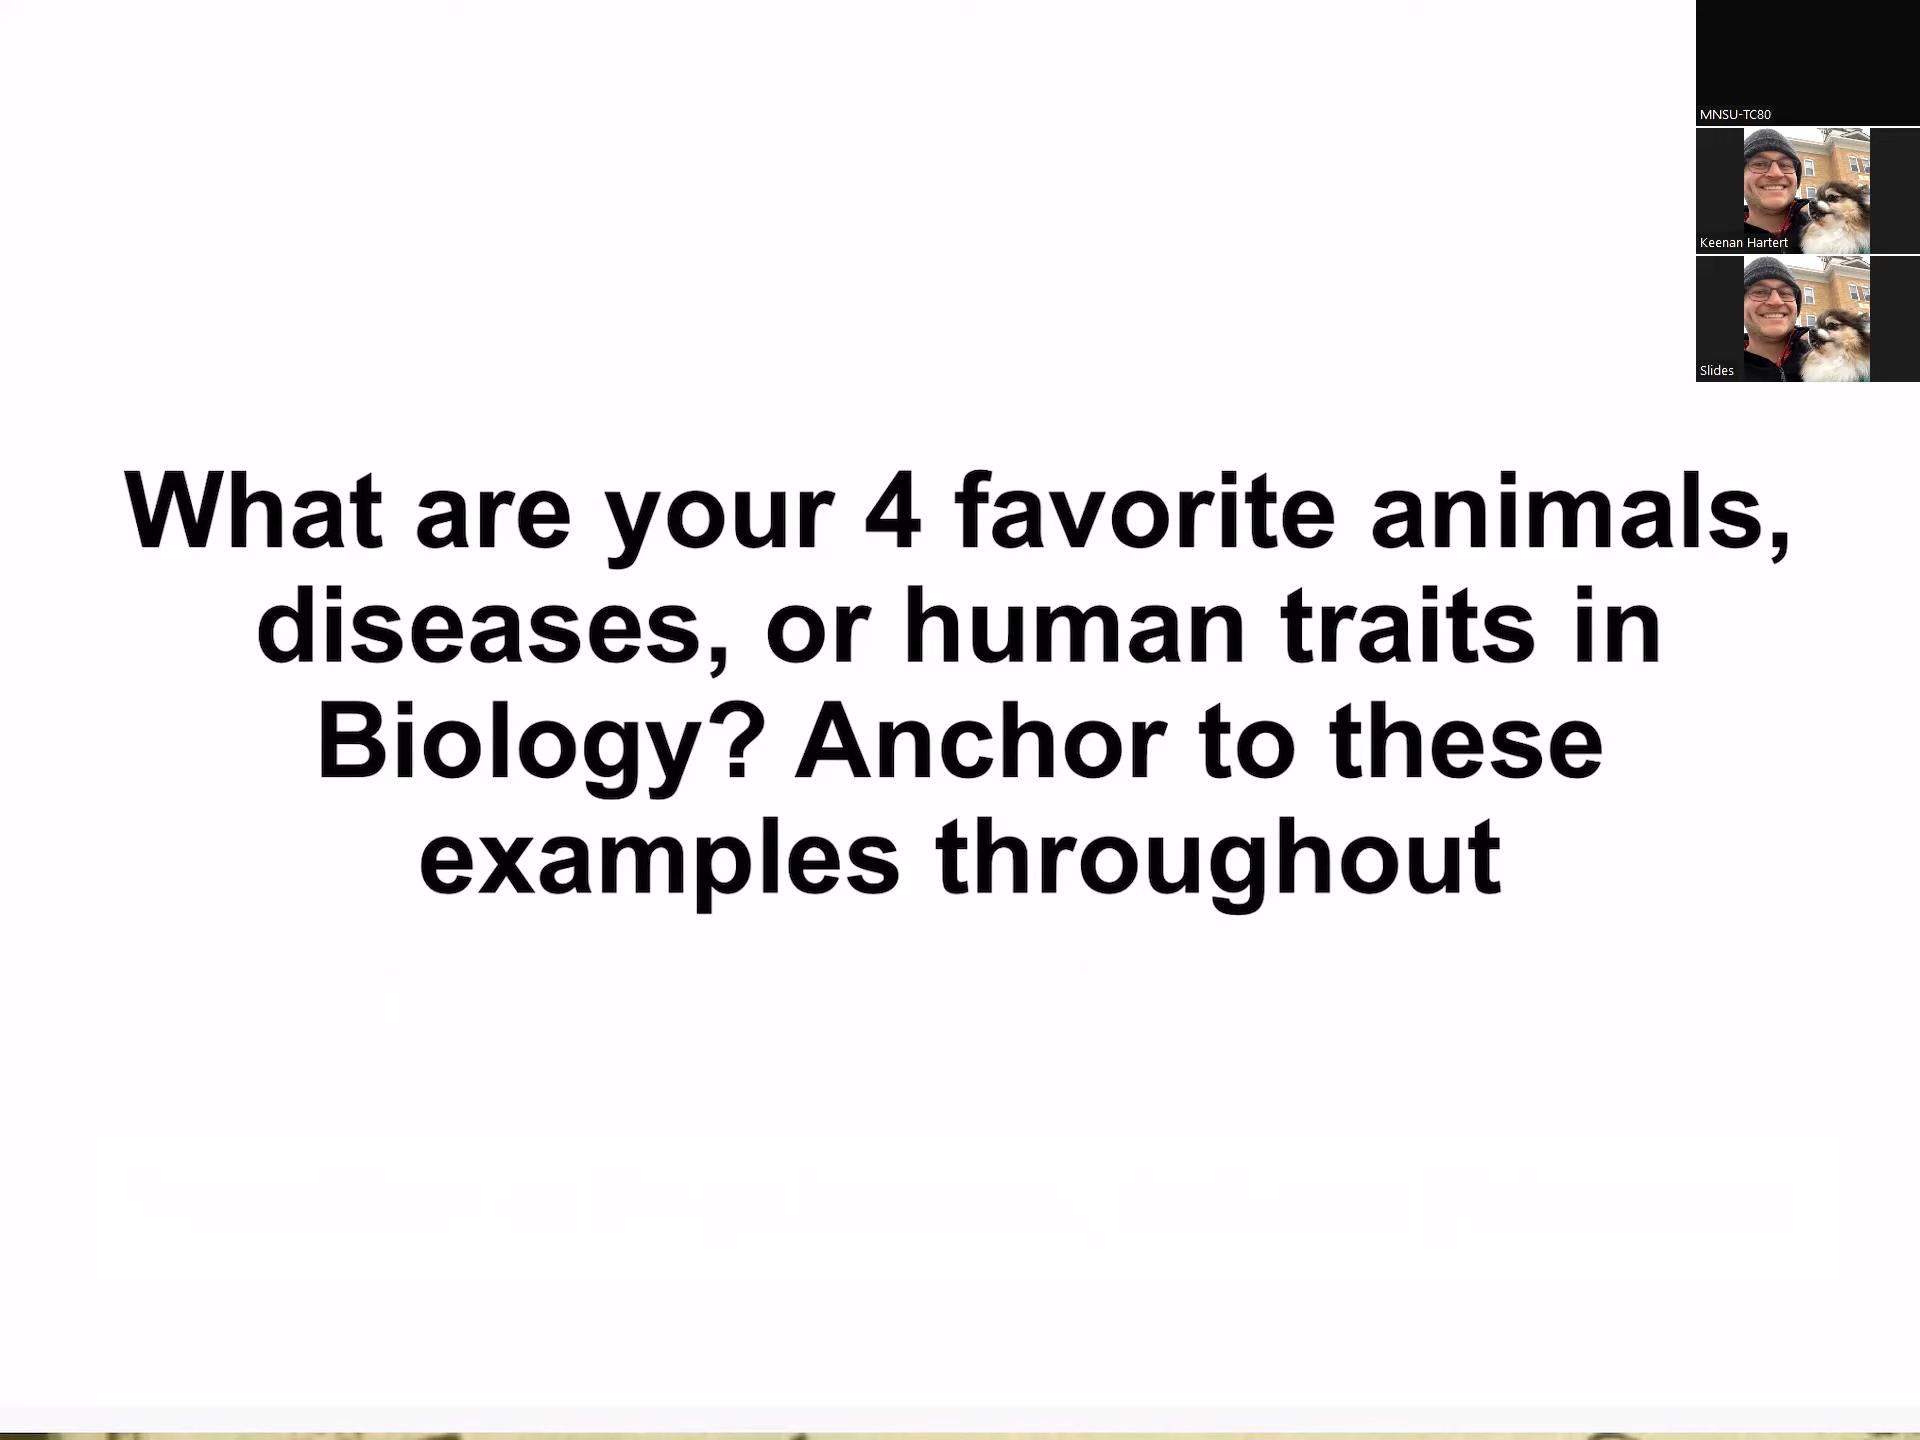 MNSU-TC80
Keenan Hartert
Slides
What are your 4 favorite animals,
diseases, or human traits in
Biology? Anchor to these
examples throughout